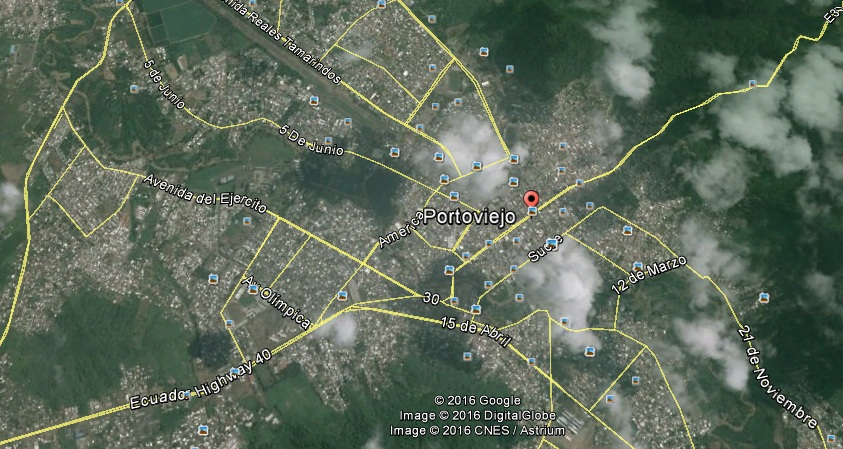 Avenida Reales Tamarindos
E3
5 de Junio
5 De Junio
Avenida del Ejercito
America
Portoviejo
Sucre
12 de Marzo
Av. Olimpica
30
15 de Abril
21 de Noviembre
Ecuador Highway 40
© 2016 Google
Image © 2016 DigitalGlobe
Image © 2016 CNES / Astrium